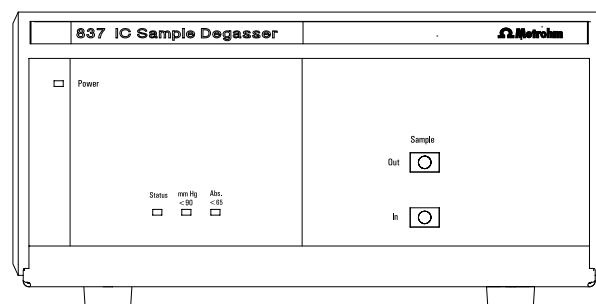 837 IC Sample Degasser
Metrohm
Power
Sample
Out
Status
mm Hg
< 90
Abs.
< 65
In